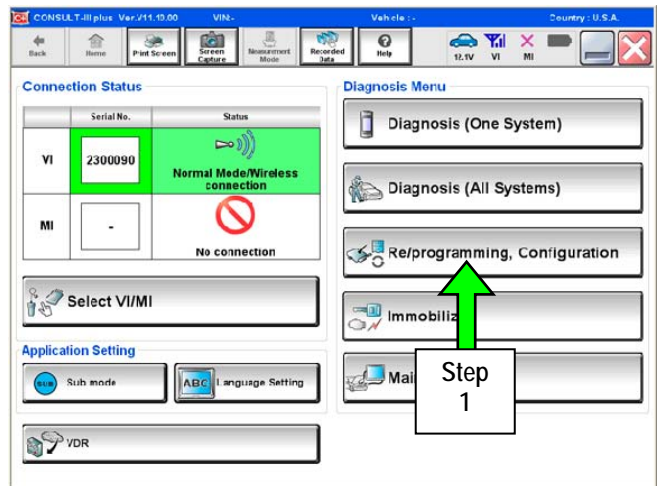 CONSULT-III plus Ver.V11.10.00 VIN:- Vehicle : - Country : U.S.A.
Back Home Print Screen Screen Capture Measurement Mode Recorded Data Help 12.1V VI MI
Connection Status
Serial No. Status
VI 2300090 Normal Mode/Wireless connection
MI - No connection
Select VI/MI
Application Setting
SUB Sub mode ABC Language Setting
VDR
Diagnosis Menu
Diagnosis (One System)
Diagnosis (All Systems)
Re/programming, Configuration
Immobiliz
Mai
Step
1